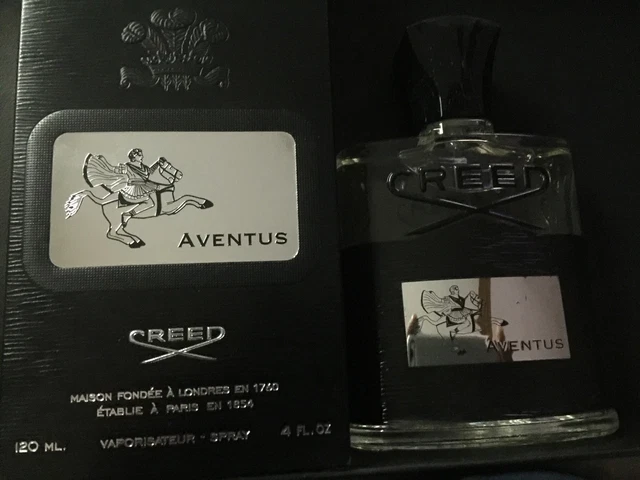 AVENTUS
CREED
MAISON FONDÉE À LONDRES EN 1760
ÉTABLIE À PARIS EN 1854
120 ML. VAPORISATEUR - SPRAY 4 FL. OZ
CREED
AVENTUS